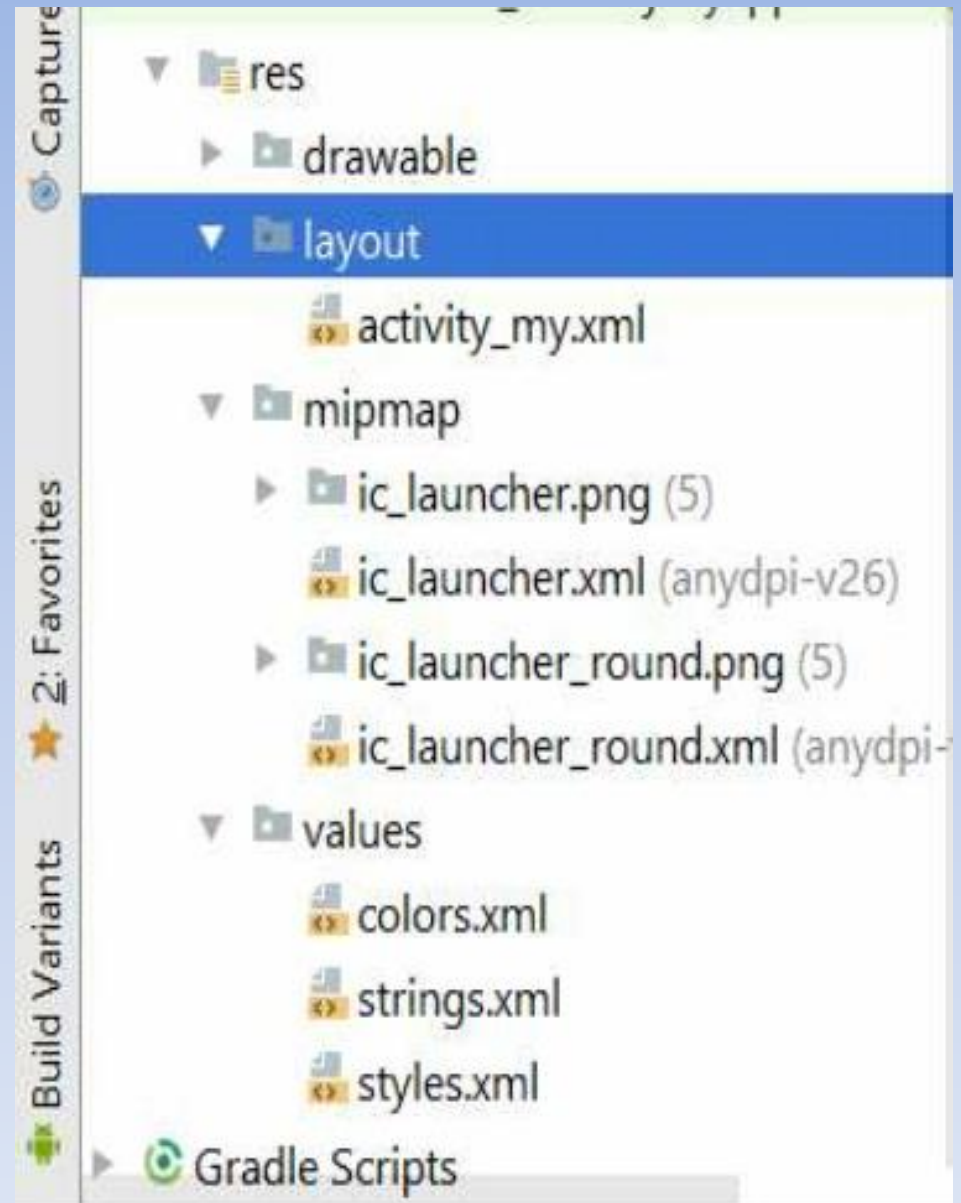 res
drawable
layout
activity_my.xml
mipmap
ic_launcher.png (5)
ic_launcher.xml (anydpi-v26)
ic_launcher_round.png (5)
ic_launcher_round.xml (anydpi-
values
colors.xml
strings.xml
styles.xml
Gradle Scripts
Capture
2: Favorites
Build Variants